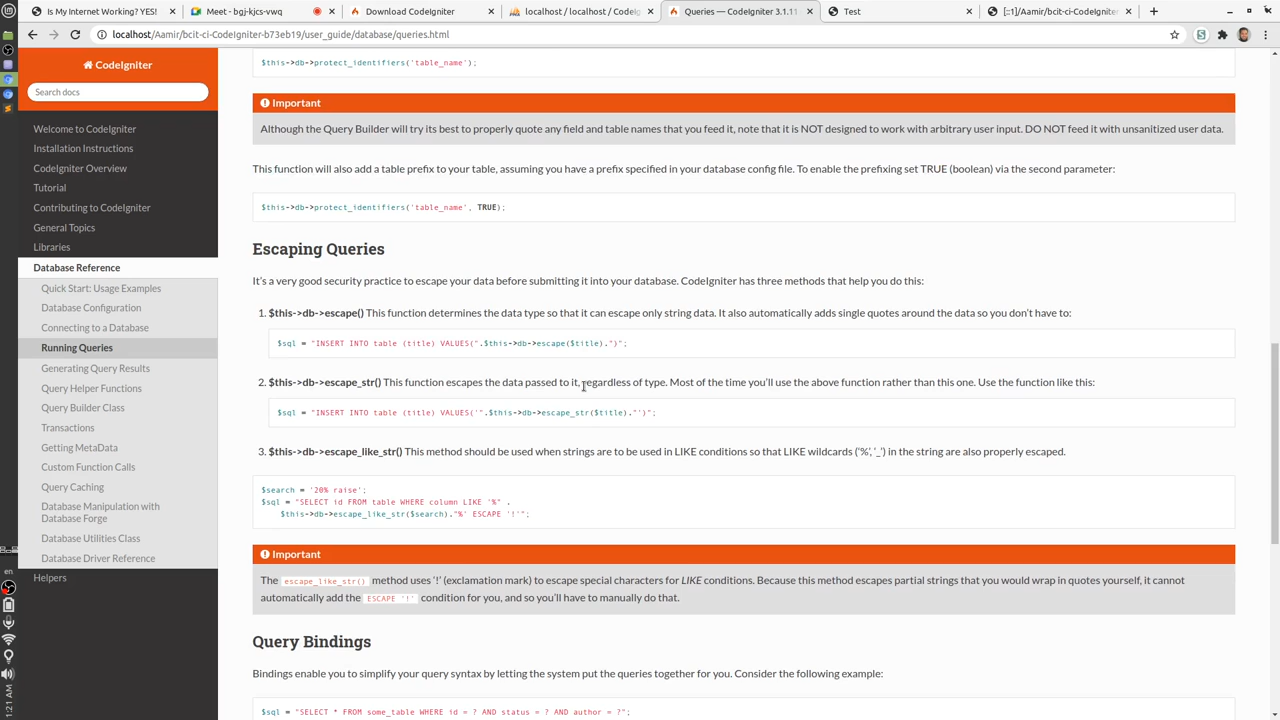 Is My Internet Working? YES!
Meet - bgj-kjcs-vwq
Download CodeIgniter
localhost / localhost / CodeIg
Queries — CodeIgniter 3.1.11
Test
[::1]/Aamir/bcit-ci-CodeIgniter-
localhost/Aamir/bcit-ci-CodeIgniter-b73eb19/user_guide/database/queries.html
CodeIgniter
Search docs
Welcome to CodeIgniter
Installation Instructions
CodeIgniter Overview
Tutorial
Contributing to CodeIgniter
General Topics
Libraries
Database Reference
Quick Start: Usage Examples
Database Configuration
Connecting to a Database
Running Queries
Generating Query Results
Query Helper Functions
Query Builder Class
Transactions
Getting MetaData
Custom Function Calls
Query Caching
Database Manipulation with
Database Forge
Database Utilities Class
Database Driver Reference
Helpers
en
1:21 AM
$this->db->protect_identifiers('table_name');
Important
Although the Query Builder will try its best to properly quote any field and table names that you feed it, note that it is NOT designed to work with arbitrary user input. DO NOT feed it with unsanitized user data.
This function will also add a table prefix to your table, assuming you have a prefix specified in your database config file. To enable the prefixing set TRUE (boolean) via the second parameter:
$this->db->protect_identifiers('table_name', TRUE);
Escaping Queries
It's a very good security practice to escape your data before submitting it into your database. CodeIgniter has three methods that help you do this:
1. $this->db->escape() This function determines the data type so that it can escape only string data. It also automatically adds single quotes around the data so you don't have to:
$sql = "INSERT INTO table (title) VALUES(".$this->db->escape($title).")";
2. $this->db->escape_str() This function escapes the data passed to it, regardless of type. Most of the time you'll use the above function rather than this one. Use the function like this:
$sql = "INSERT INTO table (title) VALUES('".$this->db->escape_str($title)."')";
3. $this->db->escape_like_str() This method should be used when strings are to be used in LIKE conditions so that LIKE wildcards ('%', '_') in the string are also properly escaped.
$search = '20% raise';
$sql = "SELECT id FROM table WHERE column LIKE '%" .
$this->db->escape_like_str($search)."%' ESCAPE '!'";
Important
The escape_like_str() method uses '!' (exclamation mark) to escape special characters for LIKE conditions. Because this method escapes partial strings that you would wrap in quotes yourself, it cannot
automatically add the ESCAPE '!' condition for you, and so you'll have to manually do that.
Query Bindings
Bindings enable you to simplify your query syntax by letting the system put the queries together for you. Consider the following example:
$sql = "SELECT * FROM some_table WHERE id = ? AND status = ? AND author = ?";